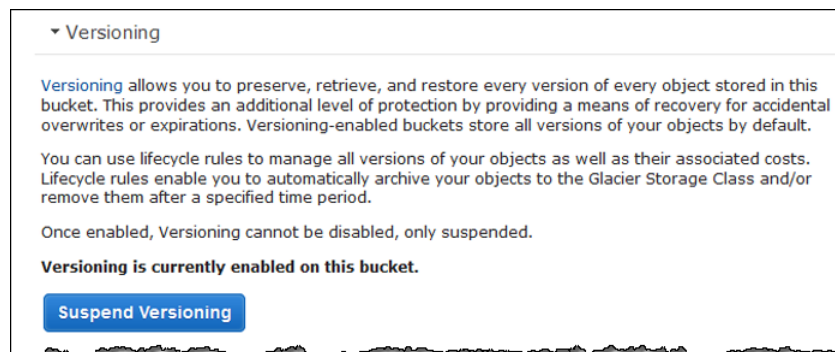 Versioning
Versioning allows you to preserve, retrieve, and restore every version of every object stored in this
bucket. This provides an additional level of protection by providing a means of recovery for accidental
overwrites or expirations. Versioning-enabled buckets store all versions of your objects by default.
You can use lifecycle rules to manage all versions of your objects as well as their associated costs.
Lifecycle rules enable you to automatically archive your objects to the Glacier Storage Class and/or
remove them after a specified time period.
Once enabled, Versioning cannot be disabled, only suspended.
Versioning is currently enabled on this bucket.
Suspend Versioning